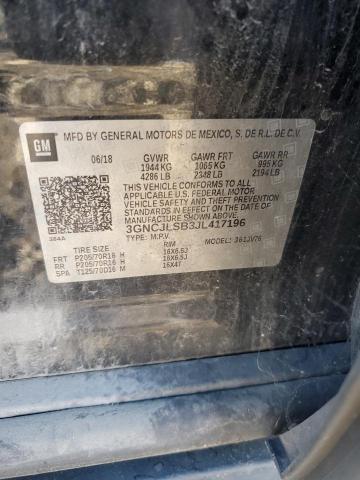 GM
MFD BY GENERAL MOTORS DE MEXICO, S. DE R.L. DE C.V.
06/18 GVWR GAWR FRT GAWR RR
1944 KG 1065 KG 995 KG
4286 LB 2348 LB 2194 LB
THIS VEHICLE CONFORMS TO ALL
APPLICABLE U.S. FEDERAL MOTOR
VEHICLE SAFETY, BUMPER, AND
THEFT PREVENTION STANDARDS IN
EFFECT ON THE DATE OF
MANUFACTURE SHOWN ABOVE.
3GNCJLSB3JL417196
384A TYPE: M.P.V. MODEL: 1JV76
TIRE SIZE RIM
FRT P205/70R16 H 16X6.5J
RR P205/70R16 H 16X6.5J
SPA T125/70D16 M 16X4T